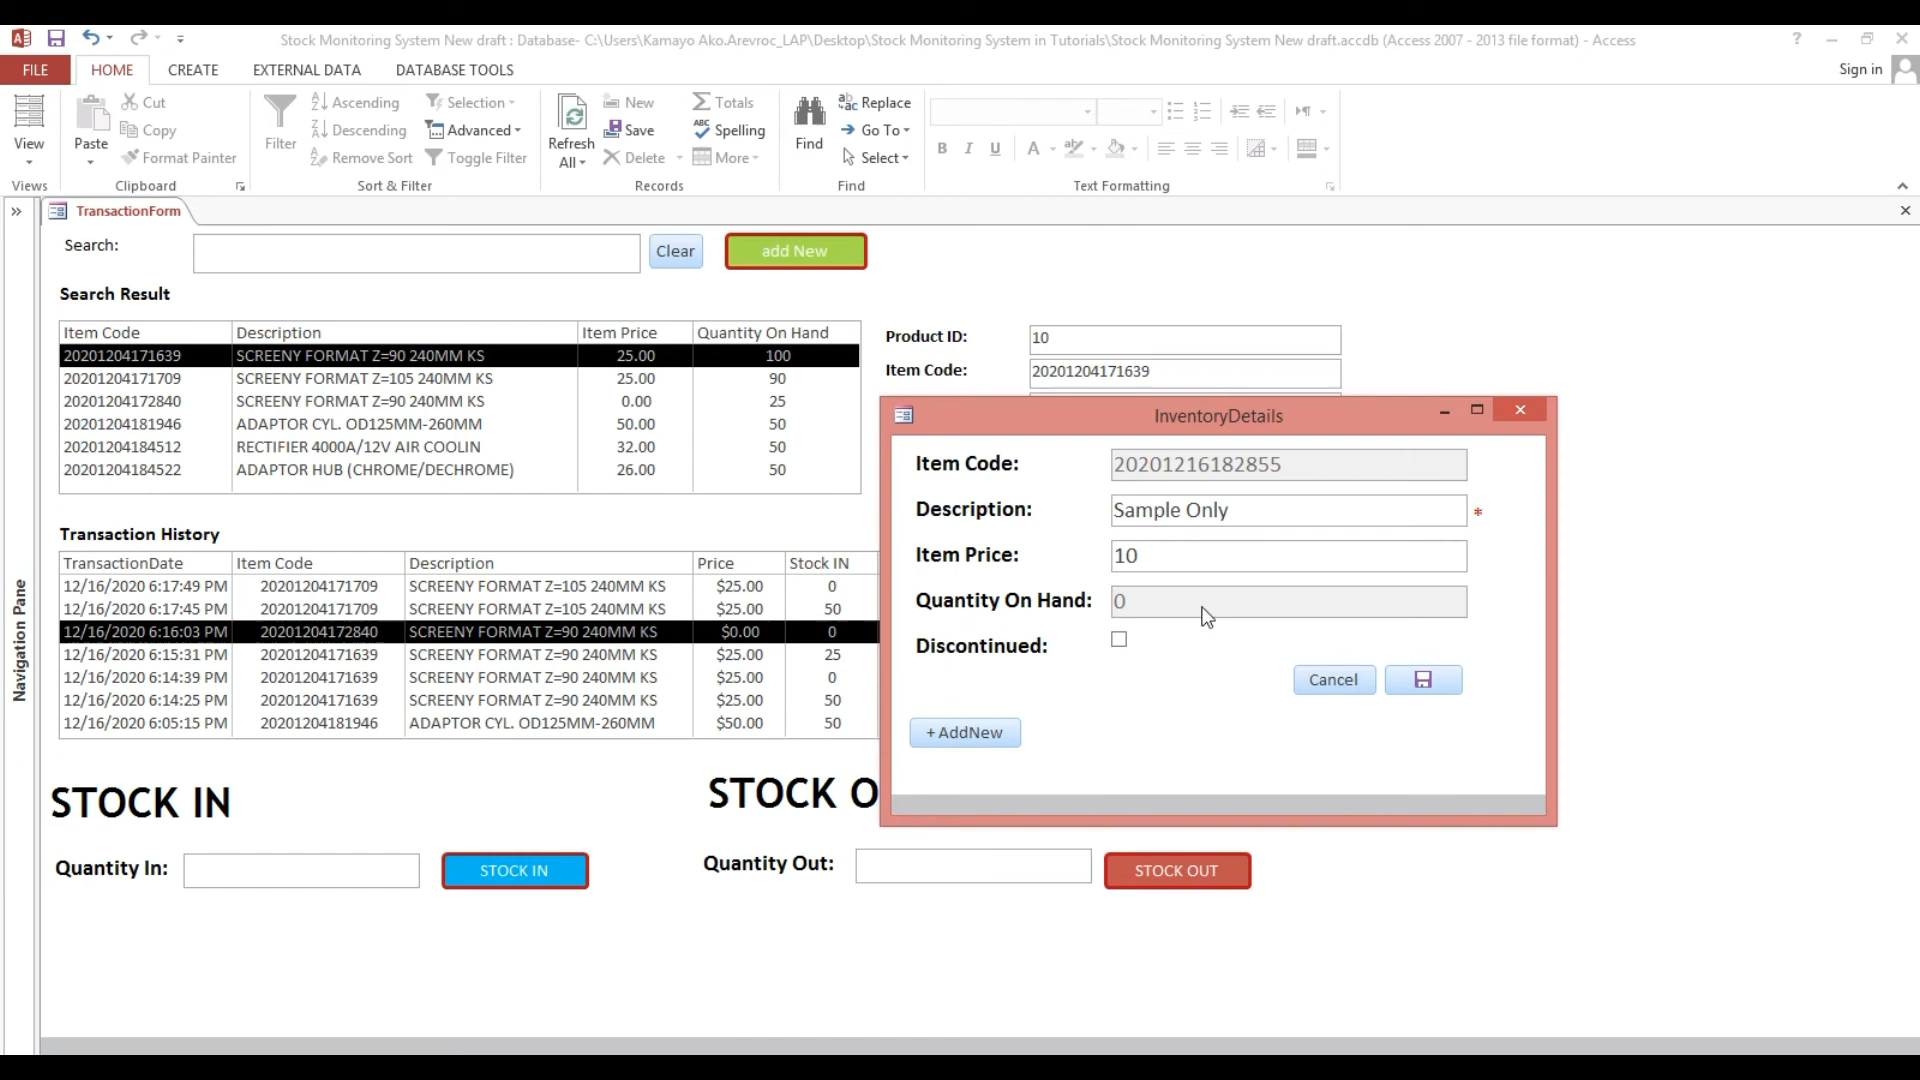 Stock Monitoring System New draft : Database- C:\Users\Kamayo Ako.Arevroc_LAP\Desktop\Stock Monitoring System in Tutorials\Stock Monitoring System New draft.accdb (Access 2007 - 2013 file format) - Access
FILE HOME CREATE EXTERNAL DATA DATABASE TOOLS Sign in
View
Paste
Cut
Copy
Format Painter
Filter
Ascending
Descending
Remove Sort
Selection
Advanced
Toggle Filter
Refresh
All
New
Save
Delete
Totals
Spelling
More
Find
Replace
Go To
Select
Views Clipboard Sort & Filter Records Find Text Formatting
TransactionForm
Navigation Pane
Search: Clear add New
Search Result
Item Code Description Item Price Quantity On Hand
20201204171639 SCREENY FORMAT Z=90 240MM KS 25.00 100
20201204171709 SCREENY FORMAT Z=105 240MM KS 25.00 90
20201204172840 SCREENY FORMAT Z=90 240MM KS 0.00 25
20201204181946 ADAPTOR CYL. OD125MM-260MM 50.00 50
20201204184512 RECTIFIER 4000A/12V AIR COOLIN 32.00 50
20201204184522 ADAPTOR HUB (CHROME/DECHROME) 26.00 50
Product ID: 10
Item Code: 20201204171639
Transaction History
TransactionDate Item Code Description Price Stock IN
12/16/2020 6:17:49 PM 20201204171709 SCREENY FORMAT Z=105 240MM KS $25.00 0
12/16/2020 6:17:45 PM 20201204171709 SCREENY FORMAT Z=105 240MM KS $25.00 50
12/16/2020 6:16:03 PM 20201204172840 SCREENY FORMAT Z=90 240MM KS $0.00 0
12/16/2020 6:15:31 PM 20201204171639 SCREENY FORMAT Z=90 240MM KS $25.00 25
12/16/2020 6:14:39 PM 20201204171639 SCREENY FORMAT Z=90 240MM KS $25.00 0
12/16/2020 6:14:25 PM 20201204171639 SCREENY FORMAT Z=90 240MM KS $25.00 50
12/16/2020 6:05:15 PM 20201204181946 ADAPTOR CYL. OD125MM-260MM $50.00 50
InventoryDetails
Item Code: 20201216182855
Description: Sample Only *
Item Price: 10
Quantity On Hand: 0
Discontinued:
Cancel
+ AddNew
STOCK IN STOCK O
Quantity In: STOCK IN Quantity Out: STOCK OUT